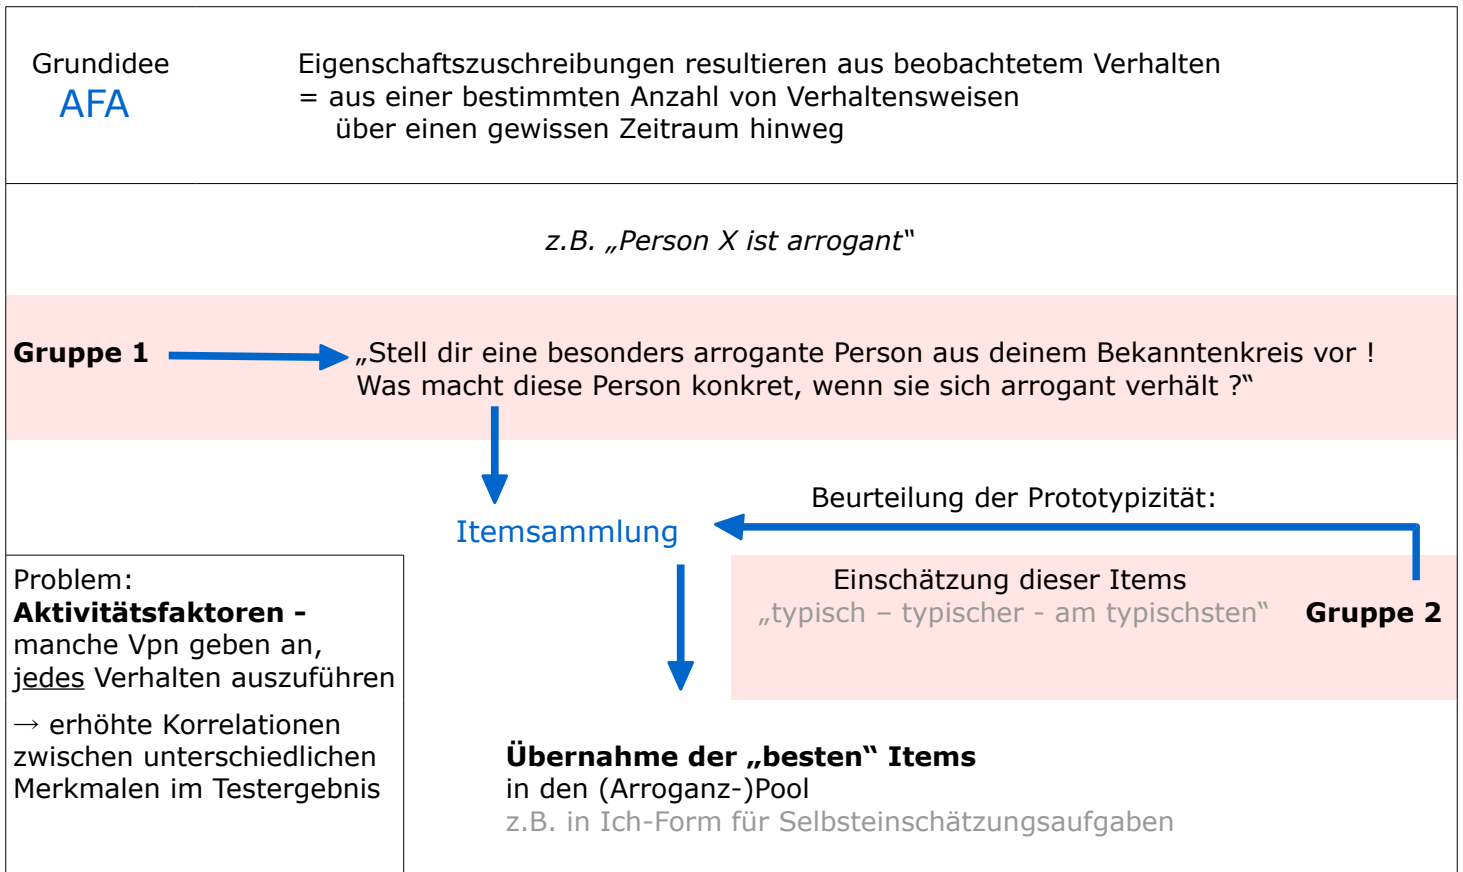 Grundidee
AFA
Eigenschaftszuschreibungen resultieren aus beobachtetem Verhalten
= aus einer bestimmten Anzahl von Verhaltensweisen
über einen gewissen Zeitraum hinweg
z.B. „Person X ist arrogant“
Gruppe 1
„Stell dir eine besonders arrogante Person aus deinem Bekanntenkreis vor !
Was macht diese Person konkret, wenn sie sich arrogant verhält ?“
Beurteilung der Prototypizität:
Itemsammlung
Einschätzung dieser Items
„typisch – typischer - am typischsten“
Gruppe 2
Problem:
Aktivitätsfaktoren -
manche Vpn geben an,
jedes Verhalten auszuführen
→ erhöhte Korrelationen
zwischen unterschiedlichen
Merkmalen im Testergebnis
Übernahme der „besten“ Items
in den (Arroganz-)Pool
z.B. in Ich-Form für Selbsteinschätzungsaufgaben